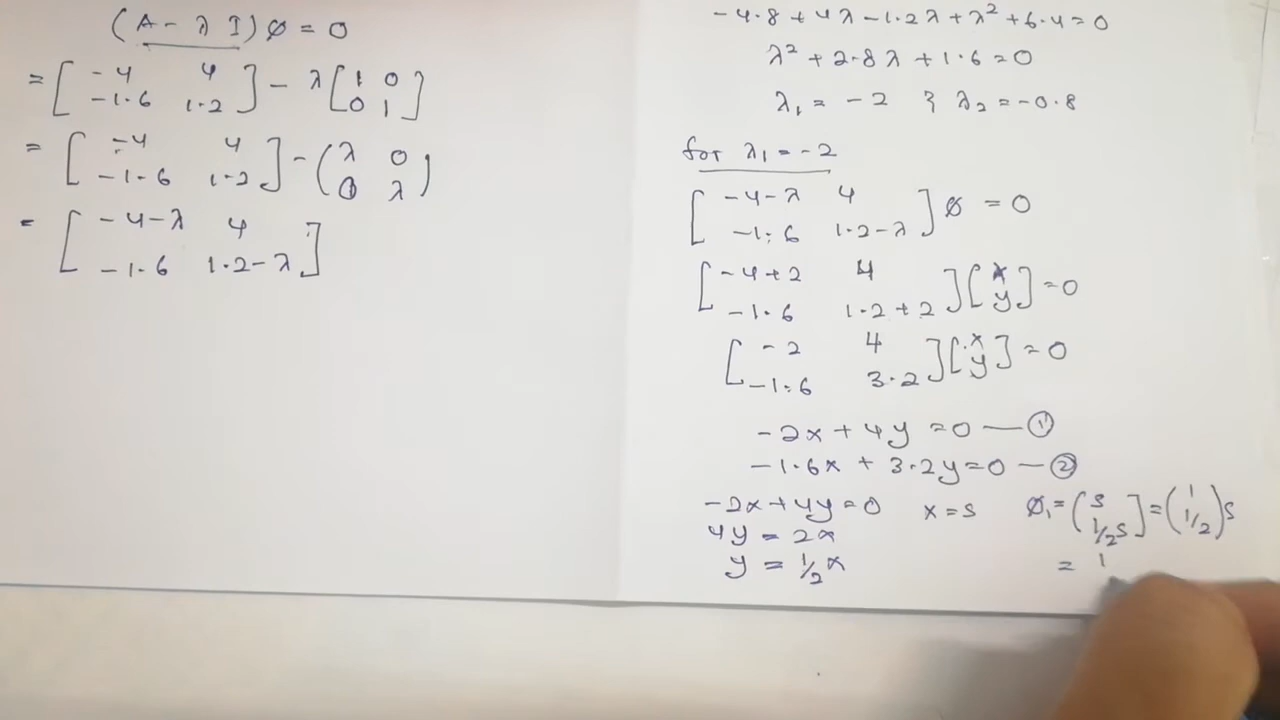 (A - λ I) ø = 0
= [ -4 4 ; -1.6 1.2 ] - λ [ 1 0 ; 0 1 ]
= [ -4 4 ; -1.6 1.2 ] - ( λ 0 ; 0 λ )
= [ -4-λ 4 ; -1.6 1.2-λ ]
-4.8 + 4λ - 1.2λ + λ² + 6.4 = 0
λ² + 2.8λ + 1.6 = 0
λ₁ = -2 ; λ₂ = -0.8
for λ₁ = -2
[ -4-λ 4 ; -1.6 1.2-λ ] ø = 0
[ -4+2 4 ; -1.6 1.2+2 ] [ x ; y ] = 0
[ -2 4 ; -1.6 3.2 ] [ x ; y ] = 0
-2x + 4y = 0 — ①
-1.6x + 3.2y = 0 — ②
-2x + 4y = 0 x = s ø₁ = ( s ; 1/2 s ] = ( 1 ; 1/2 ) s
4y = 2x
y = 1/2 x = 1